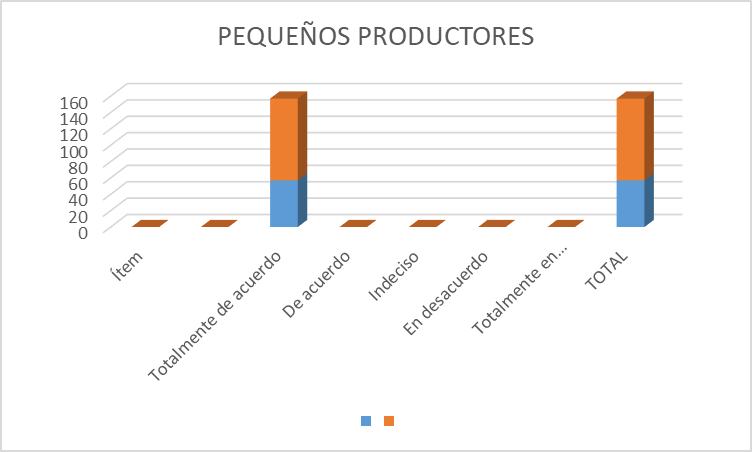 PEQUEÑOS PRODUCTORES
160
140
120
100
80
60
40
20
0
Ítem
Totalmente de acuerdo
De acuerdo
Indeciso
En desacuerdo
Totalmente en...
TOTAL